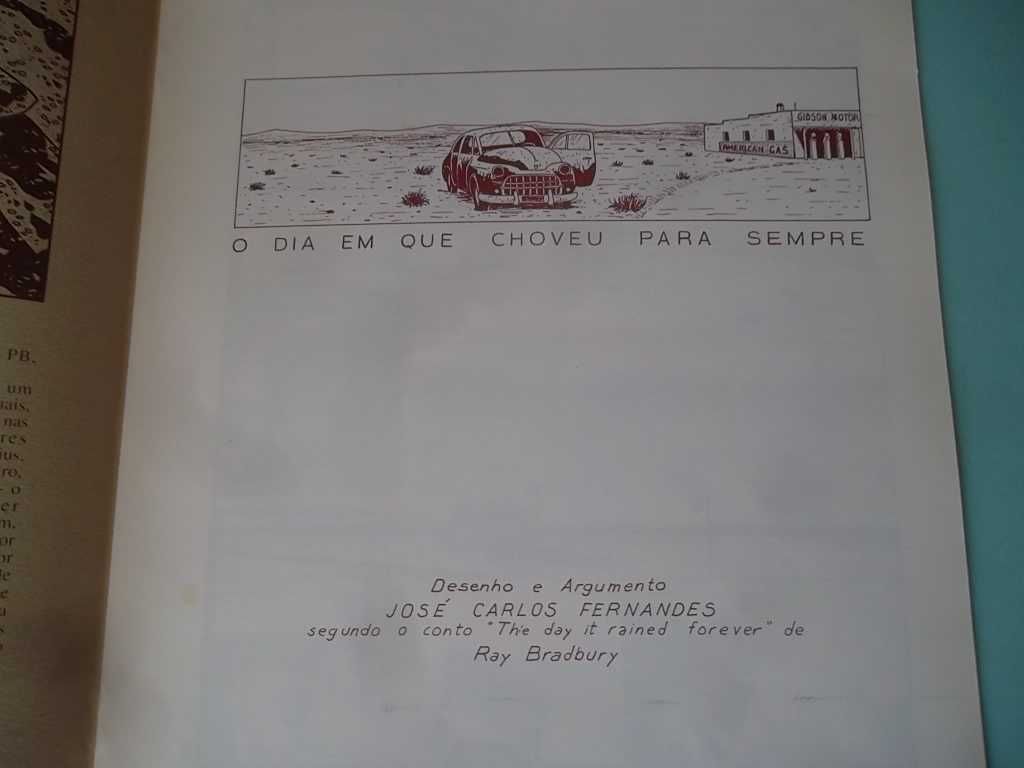 GIBSON MOTOR
AMERICAN GAS
O DIA EM QUE CHOVEU PARA SEMPRE
PB.
um
nas
o
Desenho e Argumento
JOSÉ CARLOS FERNANDES
segundo o conto "The day it rained forever" de
Ray Bradbury